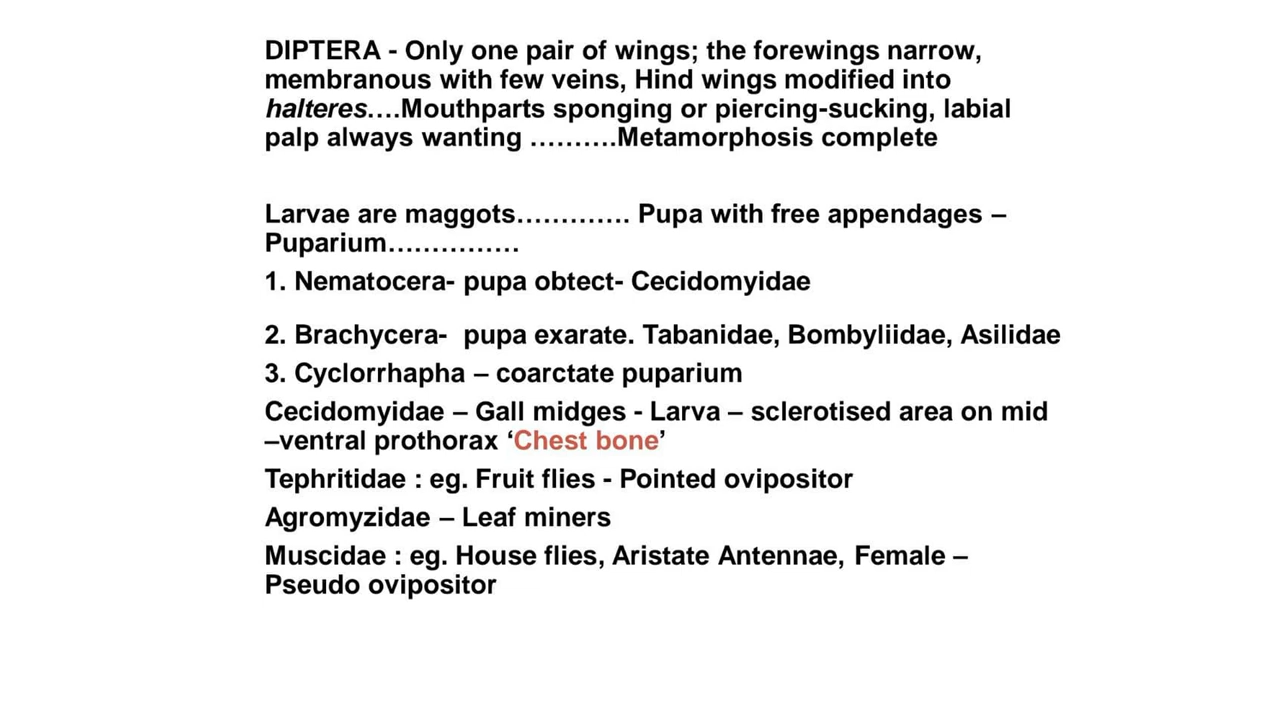 DIPTERA - Only one pair of wings; the forewings narrow,
membranous with few veins, Hind wings modified into
halteres….Mouthparts sponging or piercing-sucking, labial
palp always wanting ……….Metamorphosis complete
Larvae are maggots…………. Pupa with free appendages –
Puparium……………
1. Nematocera- pupa obtect- Cecidomyidae
2. Brachycera-  pupa exarate. Tabanidae, Bombyliidae, Asilidae
3. Cyclorrhapha – coarctate puparium
Cecidomyidae – Gall midges - Larva – sclerotised area on mid
–ventral prothorax ‘Chest bone’
Tephritidae : eg. Fruit flies - Pointed ovipositor
Agromyzidae – Leaf miners
Muscidae : eg. House flies, Aristate Antennae, Female –
Pseudo ovipositor